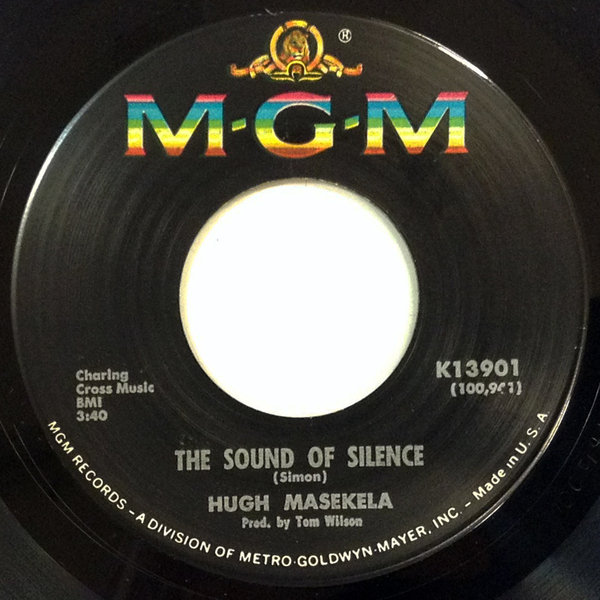 ®
M-G-M
Charing
Cross Music
BMI
3:40
K13901
THE SOUND OF SILENCE
(Simon)
HUGH MASEKELA
Prod. by Tom Wilson
MGM RECORDS – A DIVISION OF METRO-GOLDWYN-MAYER, INC. – Made in U.S.A.